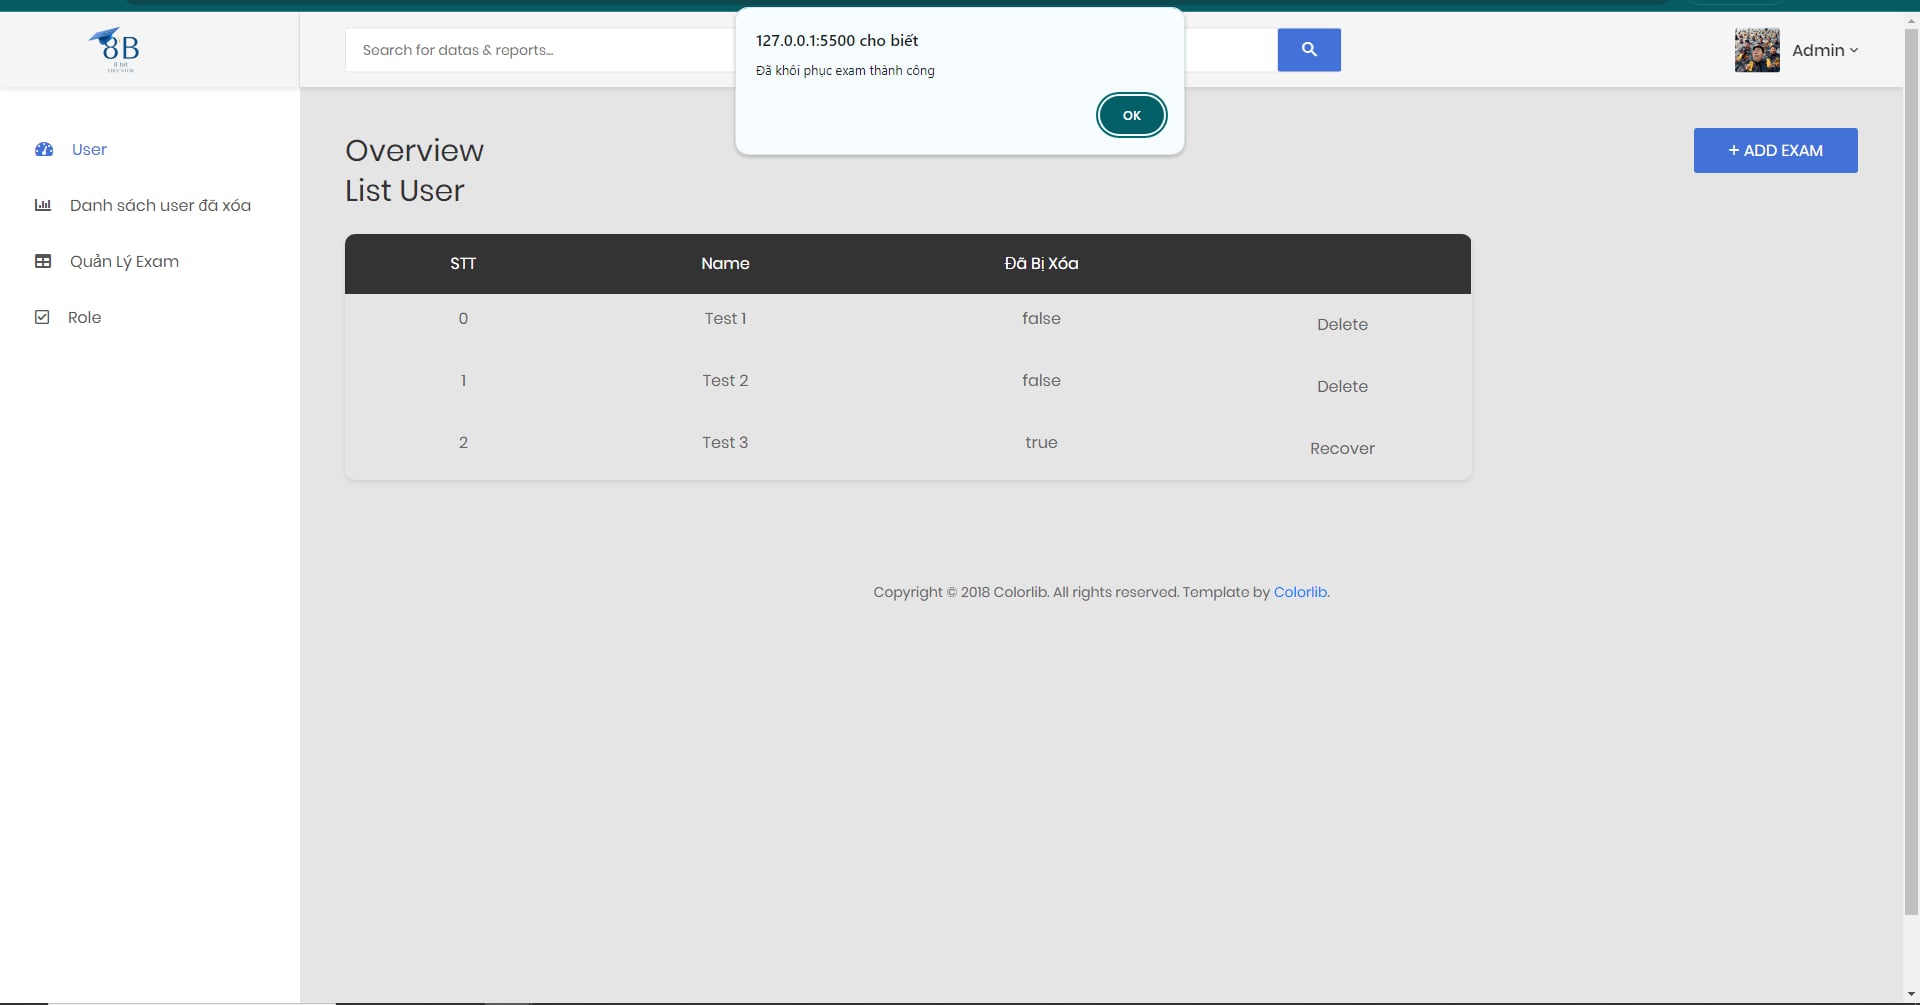 127.0.0.1:5500 cho biết
Đã khôi phục exam thành công
OK
8B
8 bit
EDUCATOR
Search for datas & reports...
Admin
User
Danh sách user đã xóa
Quản Lý Exam
Role
Overview
List User
+ ADD EXAM
STT Name Đã Bị Xóa
0 Test 1 false Delete
1 Test 2 false Delete
2 Test 3 true Recover
Copyright © 2018 Colorlib. All rights reserved. Template by Colorlib.